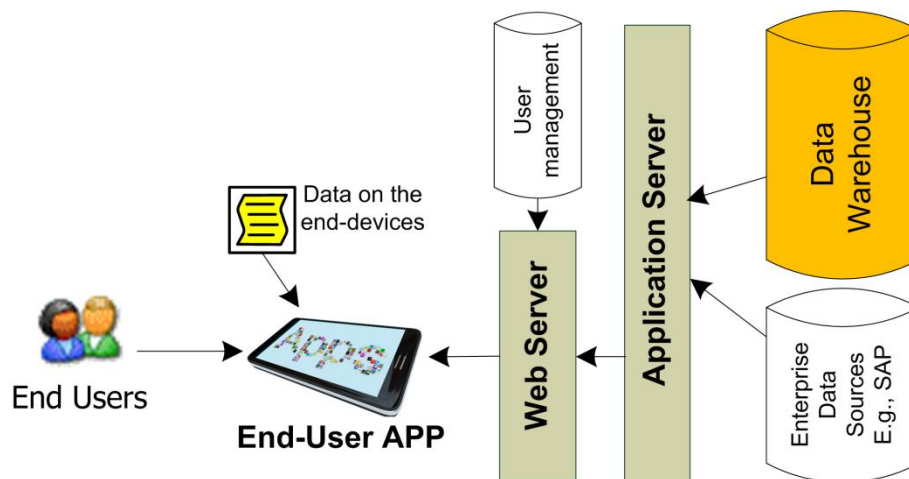 User
management
Data
Warehouse
Data on the
end-devices
Application Server
Web Server
Apps
End Users
End-User APP
Enterprise
Data
Sources
E.g., SAP